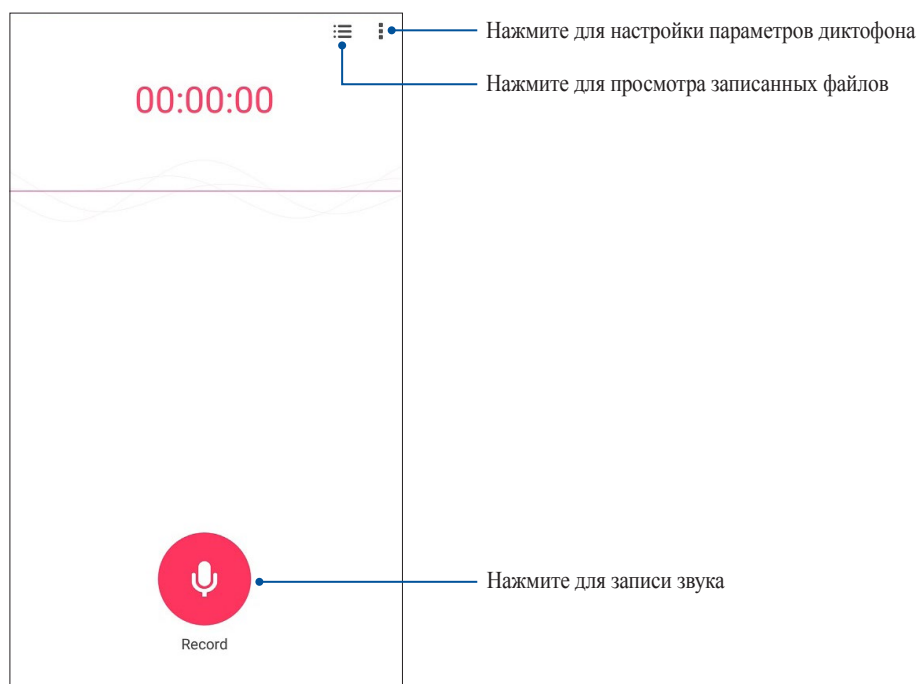 Нажмите для настройки параметров диктофона
Нажмите для просмотра записанных файлов
00:00:00
Нажмите для записи звука
Record